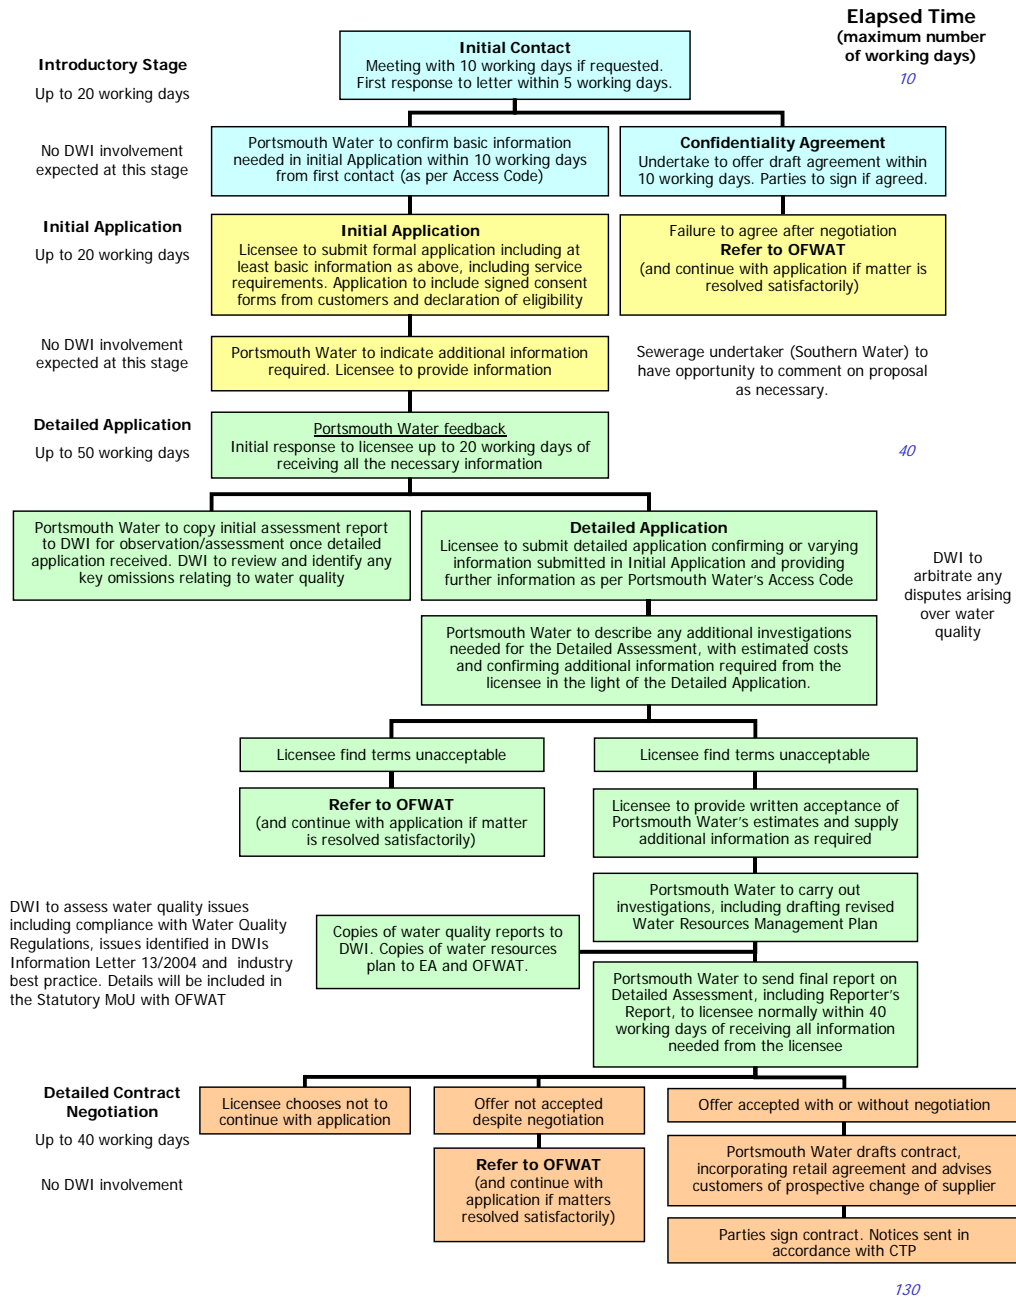 Elapsed Time
(maximum number
of working days)
10
Introductory Stage
Up to 20 working days
Initial Contact
Meeting with 10 working days if requested.
First response to letter within 5 working days.
No DWI involvement
expected at this stage
Portsmouth Water to confirm basic information
needed in initial Application within 10 working days
from first contact (as per Access Code)
Confidentiality Agreement
Undertake to offer draft agreement within
10 working days. Parties to sign if agreed.
Initial Application
Up to 20 working days
Initial Application
Licensee to submit formal application including at
least basic information as above, including service
requirements. Application to include signed consent
forms from customers and declaration of eligibility
Failure to agree after negotiation
Refer to OFWAT
(and continue with application if matter is
resolved satisfactorily)
No DWI involvement
expected at this stage
Portsmouth Water to indicate additional information
required. Licensee to provide information
Sewerage undertaker (Southern Water) to
have opportunity to comment on proposal
as necessary.
Detailed Application
Up to 50 working days
Portsmouth Water feedback
Initial response to licensee up to 20 working days of
receiving all the necessary information
40
Portsmouth Water to copy initial assessment report
to DWI for observation/assessment once detailed
application received. DWI to review and identify any
key omissions relating to water quality
Detailed Application
Licensee to submit detailed application confirming or varying
information submitted in Initial Application and providing
further information as per Portsmouth Water's Access Code
DWI to
arbitrate any
disputes arising
over water
quality
Portsmouth Water to describe any additional investigations
needed for the Detailed Assessment, with estimated costs
and confirming additional information required from the
licensee in the light of the Detailed Application.
Licensee find terms unacceptable
Licensee find terms unacceptable
Refer to OFWAT
(and continue with application if matter
is resolved satisfactorily)
Licensee to provide written acceptance of
Portsmouth Water's estimates and supply
additional information as required
Portsmouth Water to carry out
investigations, including drafting revised
Water Resources Management Plan
DWI to assess water quality issues
including compliance with Water Quality
Regulations, issues identified in DWIs
Information Letter 13/2004 and industry
best practice. Details will be included in
the Statutory MoU with OFWAT
Copies of water quality reports to
DWI. Copies of water resources
plan to EA and OFWAT.
Portsmouth Water to send final report on
Detailed Assessment, including Reporter's
Report, to licensee normally within 40
working days of receiving all information
needed from the licensee
Detailed Contract
Negotiation
Up to 40 working days
No DWI involvement
Licensee chooses not to
continue with application
Offer not accepted
despite negotiation
Offer accepted with or without negotiation
Refer to OFWAT
(and continue with
application if matters
resolved satisfactorily)
Portsmouth Water drafts contract,
incorporating retail agreement and advises
customers of prospective change of supplier
Parties sign contract. Notices sent in
accordance with CTP
130